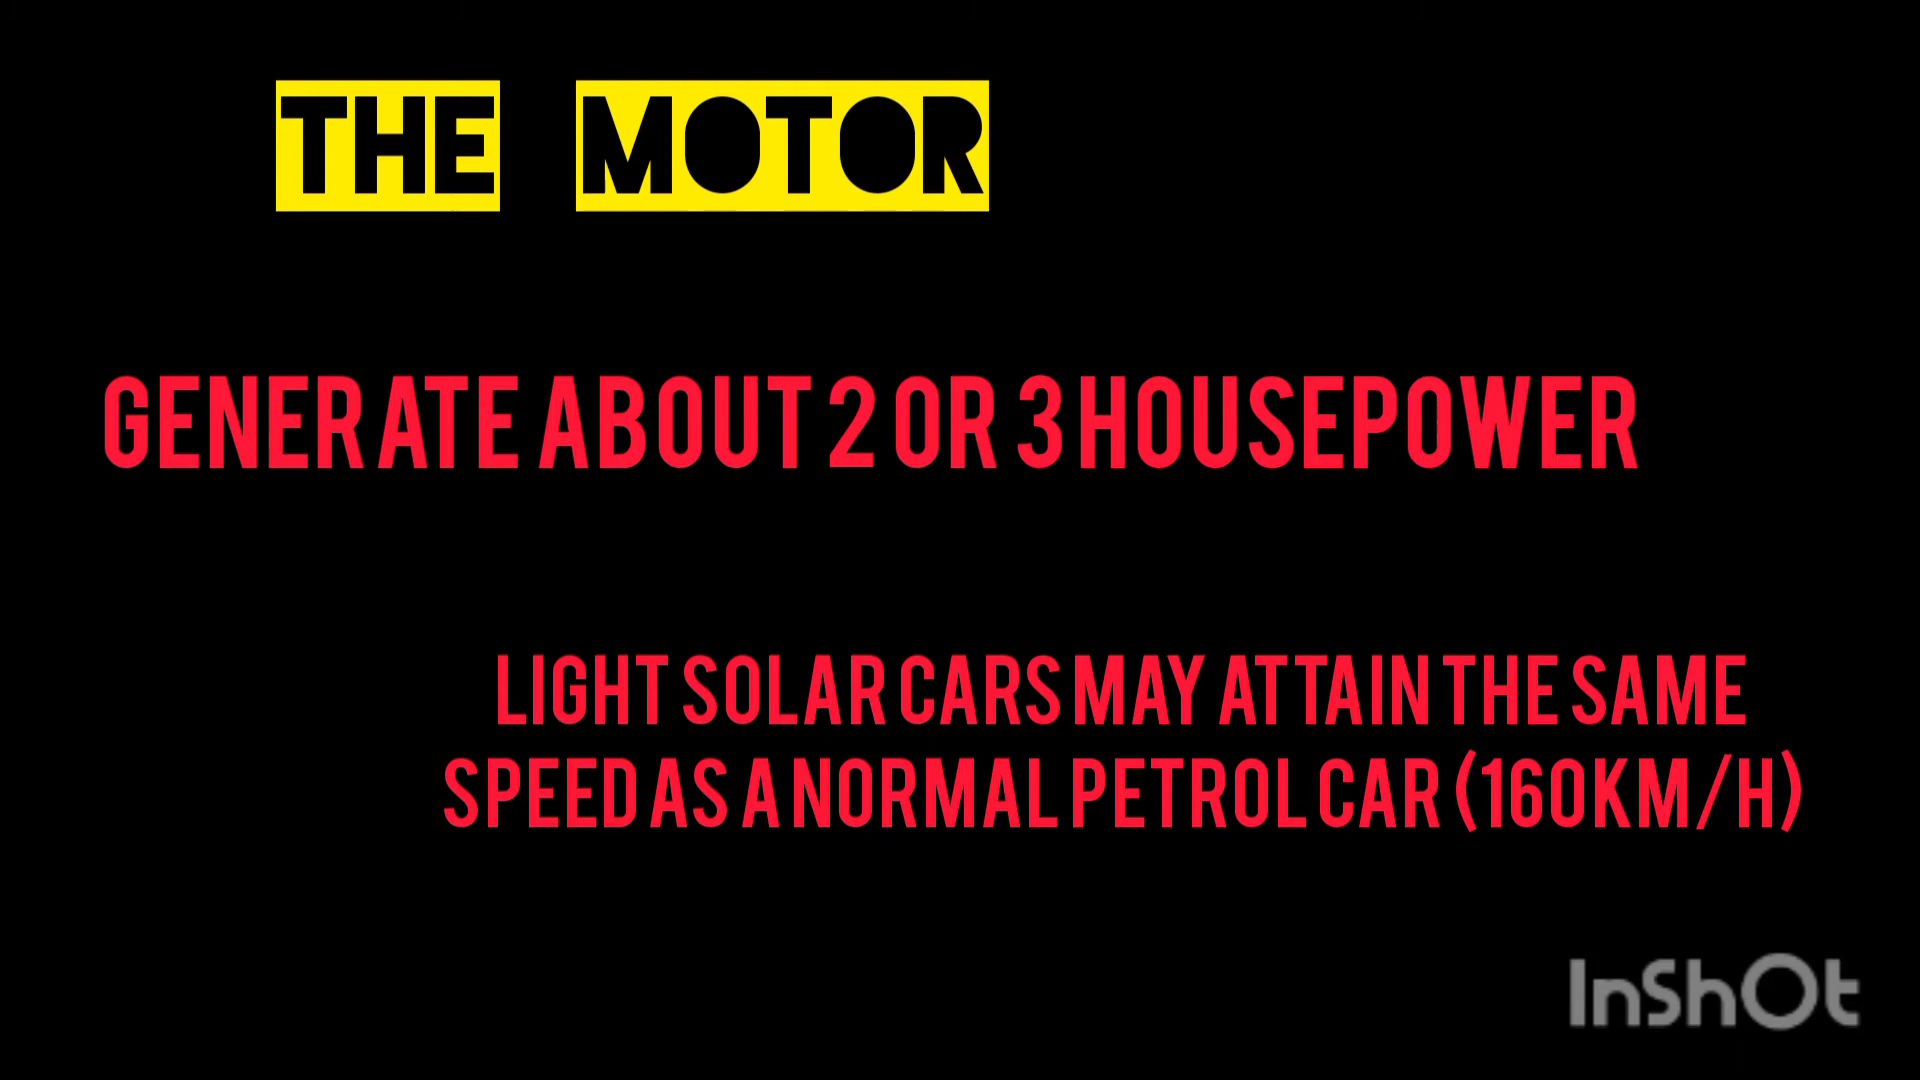 THE MOTOR
GENERATE ABOUT 2 OR 3 HOUSEPOWER
LIGHT SOLAR CARS MAY ATTAIN THE SAME
SPEED AS A NORMAL PETROL CAR (160KM/H)
InShOt